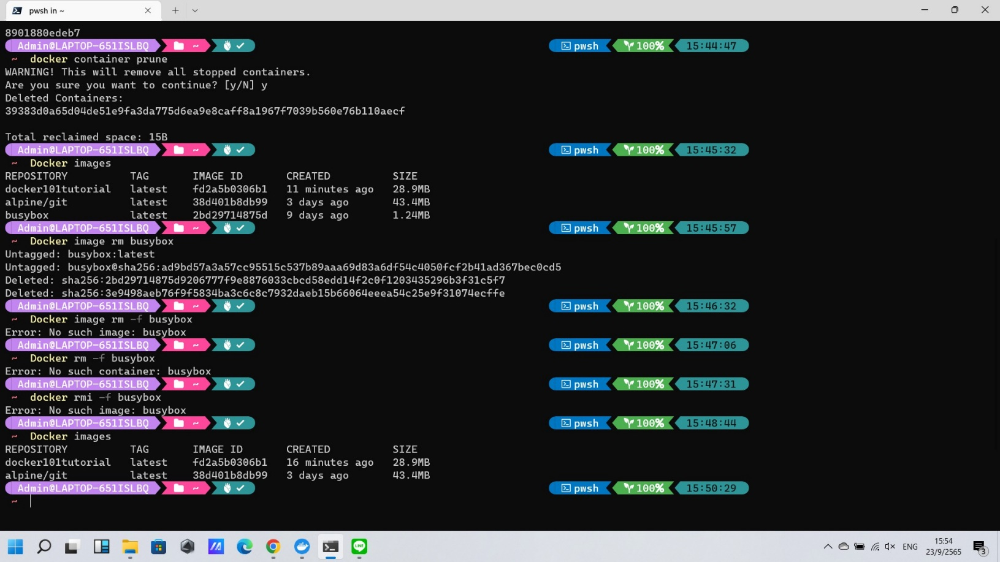 pwsh in ~
8901880edeb7
Admin@LAPTOP-651ISLBQ ~ pwsh 100% 15:44:47
~ docker container prune
WARNING! This will remove all stopped containers.
Are you sure you want to continue? [y/N] y
Deleted Containers:
39383d0a65d04de51e9fa3da775d6ea9e8caff8a1967f7039b560e76b110aecf
Total reclaimed space: 15B
Admin@LAPTOP-651ISLBQ ~ pwsh 100% 15:45:32
~ Docker images
REPOSITORY TAG IMAGE ID CREATED SIZE
docker101tutorial latest fd2a5b0306b1 11 minutes ago 28.9MB
alpine/git latest 38d401b8db99 3 days ago 43.4MB
busybox latest 2bd29714875d 9 days ago 1.24MB
Admin@LAPTOP-651ISLBQ ~ pwsh 100% 15:45:57
~ Docker image rm busybox
Untagged: busybox:latest
Untagged: busybox@sha256:ad9bd57a3a57cc95515c537b89aaa69d83a6df54c4050fcf2b41ad367bec0cd5
Deleted: sha256:2bd29714875d9206777f9e8876033cbcd58edd14f2c0f1203435296b3f31c5f7
Deleted: sha256:3e9498aeb76f9f5834ba3c6c8c7932daeb15b66064eeea54c25e9f31074ecffe
Admin@LAPTOP-651ISLBQ ~ pwsh 100% 15:46:32
~ Docker image rm -f busybox
Error: No such image: busybox
Admin@LAPTOP-651ISLBQ ~ pwsh 100% 15:47:06
~ Docker rm -f busybox
Error: No such container: busybox
Admin@LAPTOP-651ISLBQ ~ pwsh 100% 15:47:31
~ docker rmi -f busybox
Error: No such image: busybox
Admin@LAPTOP-651ISLBQ ~ pwsh 100% 15:48:44
~ Docker images
REPOSITORY TAG IMAGE ID CREATED SIZE
docker101tutorial latest fd2a5b0306b1 16 minutes ago 28.9MB
alpine/git latest 38d401b8db99 3 days ago 43.4MB
Admin@LAPTOP-651ISLBQ ~ pwsh 100% 15:50:29
~
LINE
ENG
15:54
23/9/2565
3